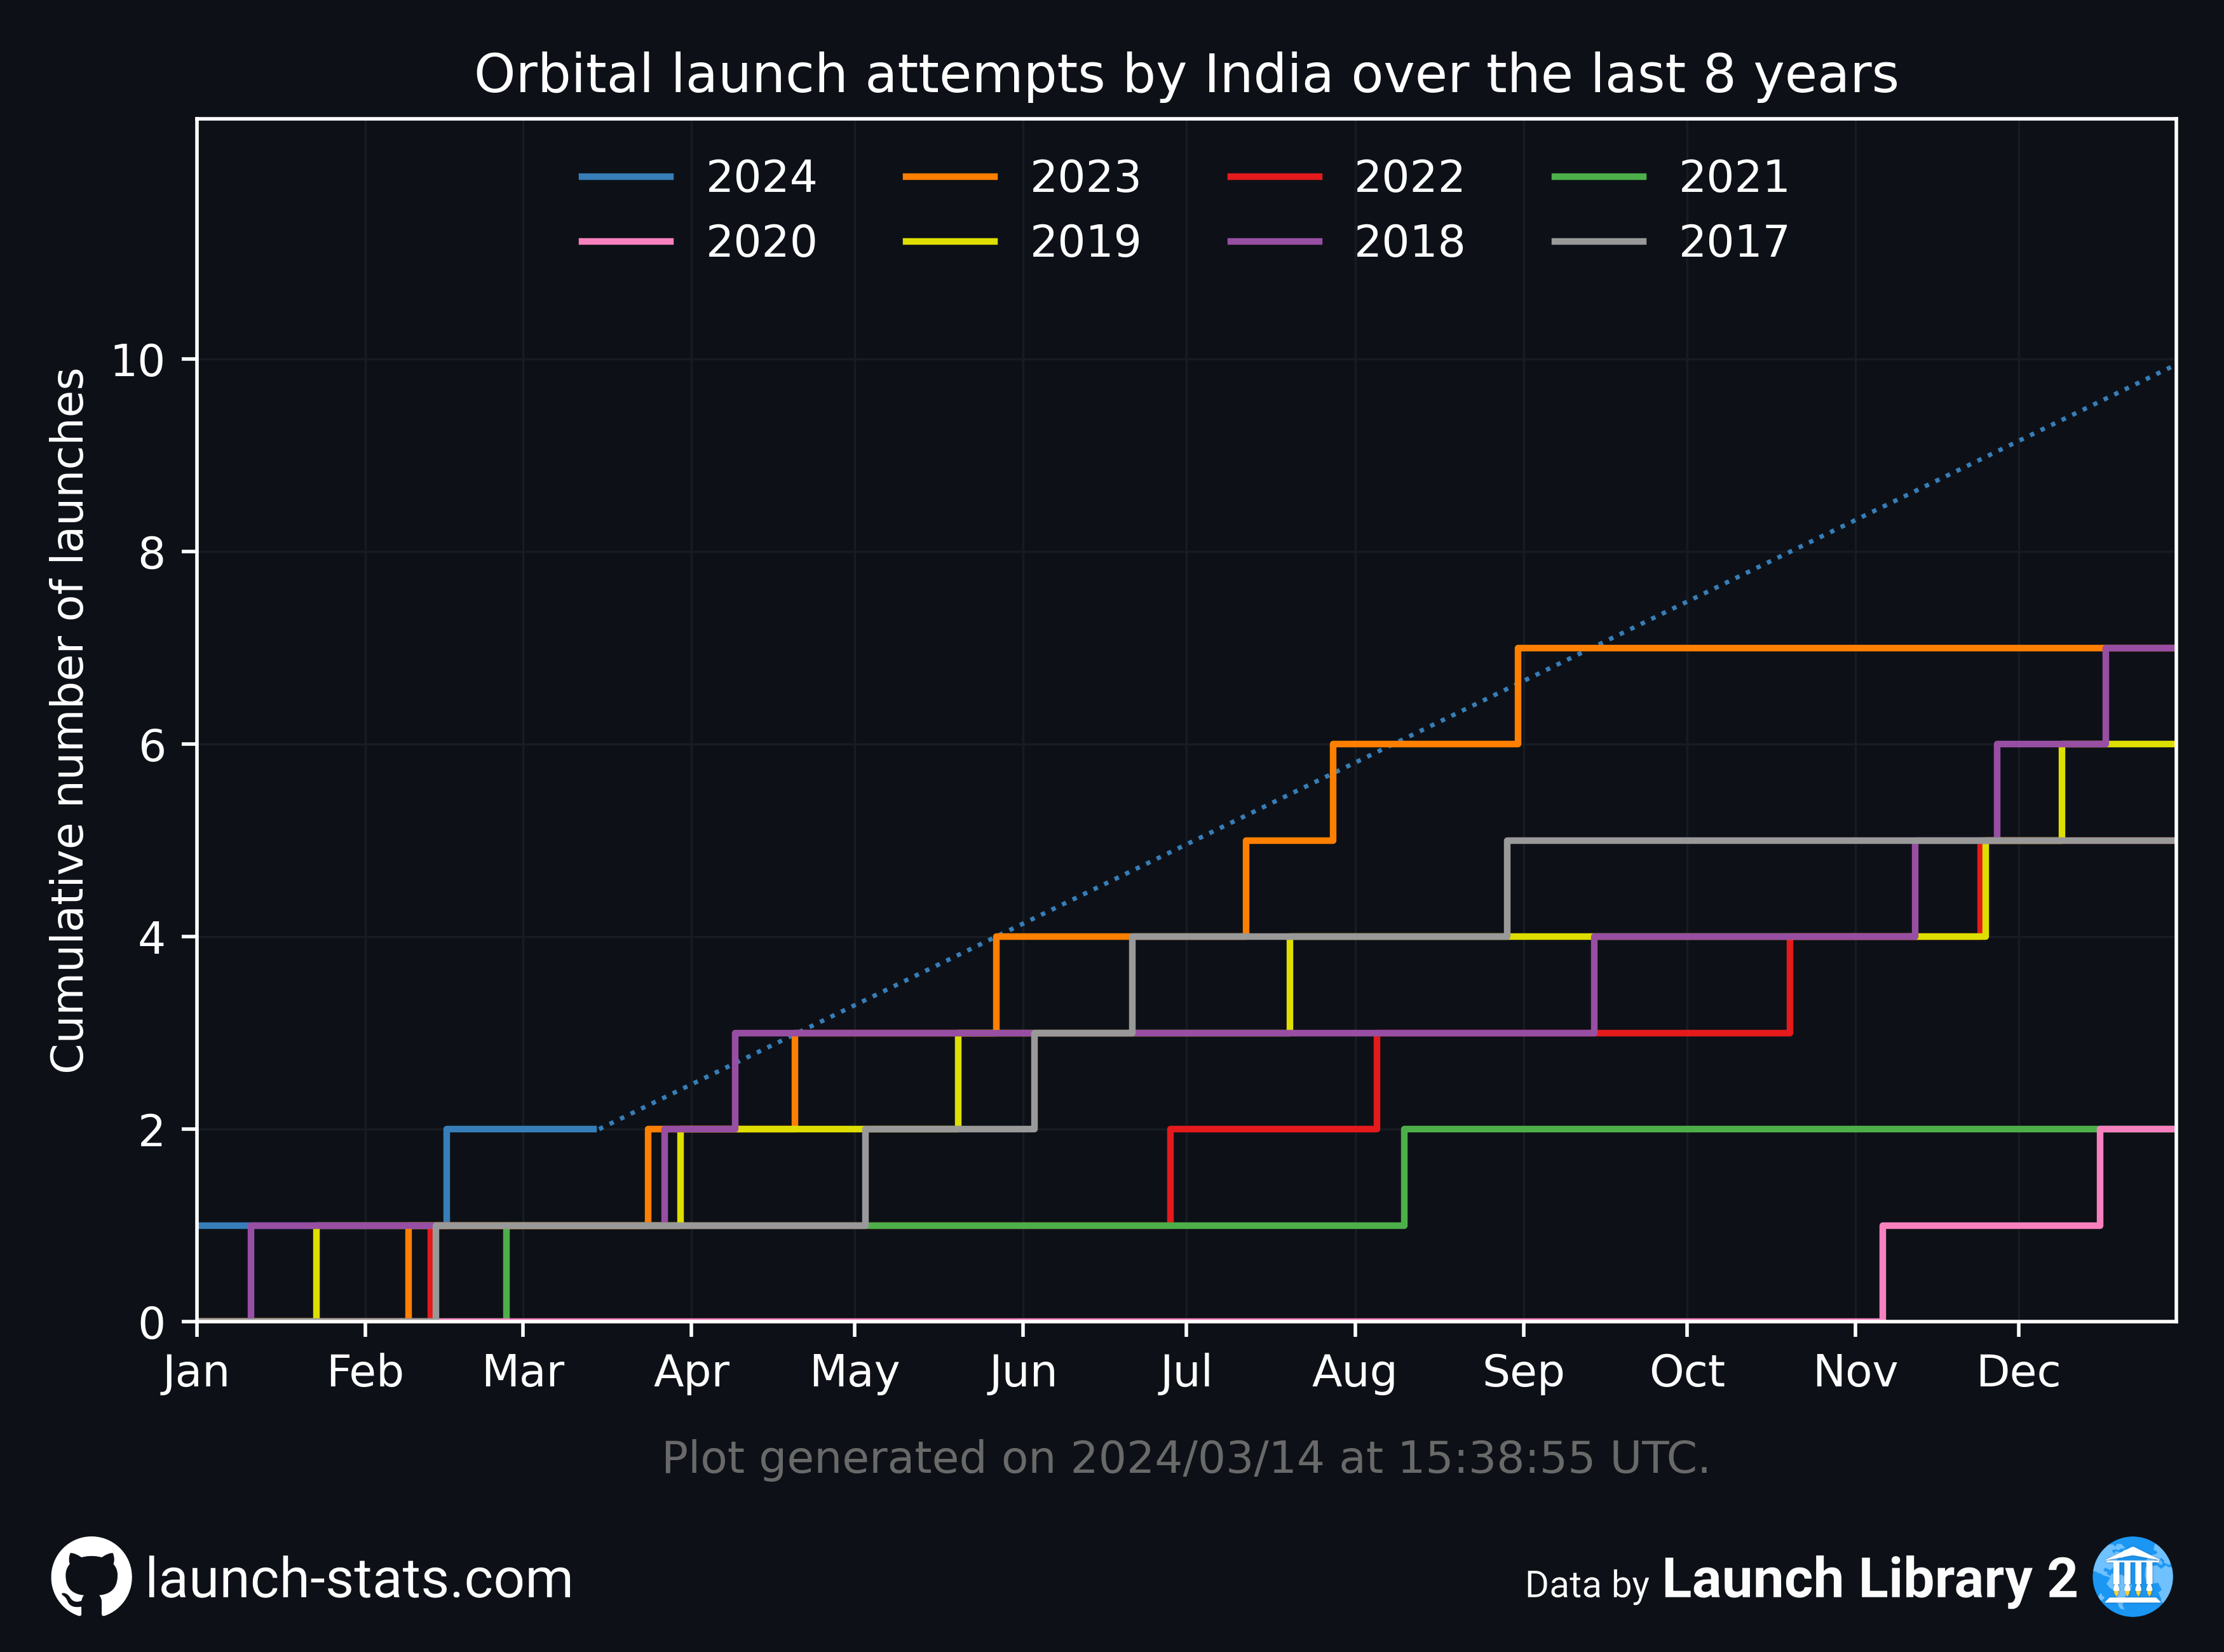 Orbital launch attempts by India over the last 8 years
2024 2023 2022 2021
2020 2019 2018 2017
Cumulative number of launches
10
8
6
4
2
0
Jan Feb Mar Apr May Jun Jul Aug Sep Oct Nov Dec
Plot generated on 2024/03/14 at 15:38:55 UTC.
launch-stats.com
Data by Launch Library 2